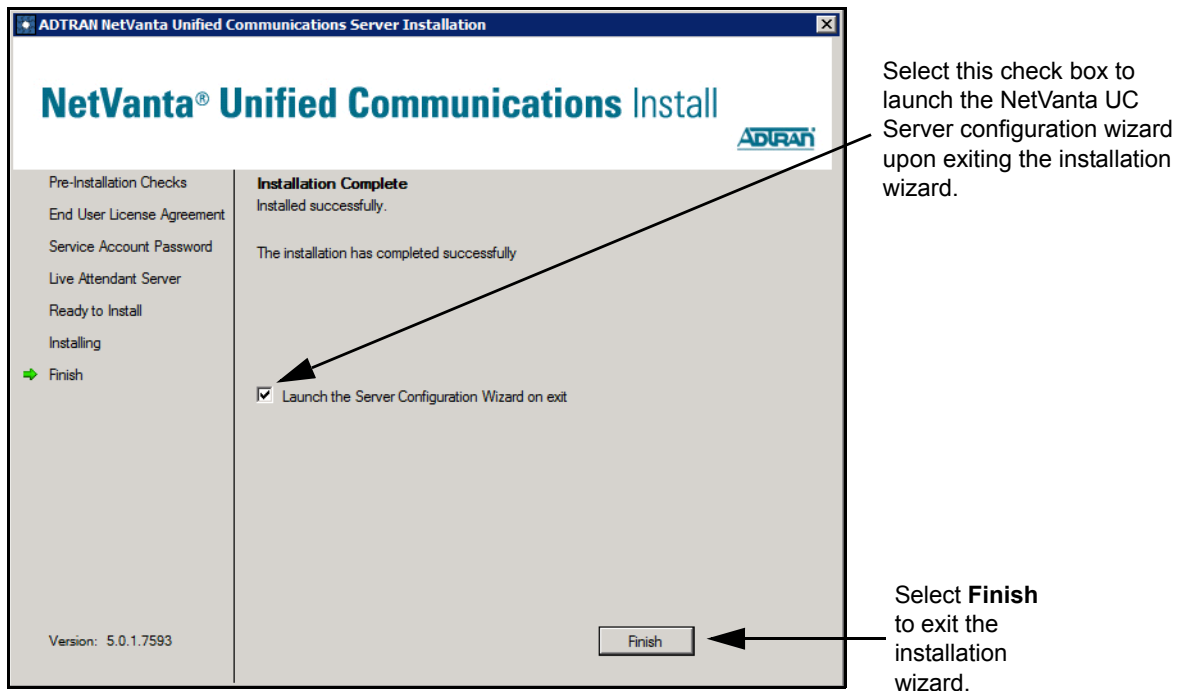 ADTRAN NetVanta Unified Communications Server Installation
NetVanta® Unified Communications Install
ADTRAN
Pre-Installation Checks
End User License Agreement
Service Account Password
Live Attendant Server
Ready to Install
Installing
Finish
Version: 5.0.1.7593
Installation Complete
Installed successfully.
The installation has completed successfully
Launch the Server Configuration Wizard on exit
Finish
Select this check box to
launch the NetVanta UC
Server configuration wizard
upon exiting the installation
wizard.
Select Finish
to exit the
installation
wizard.